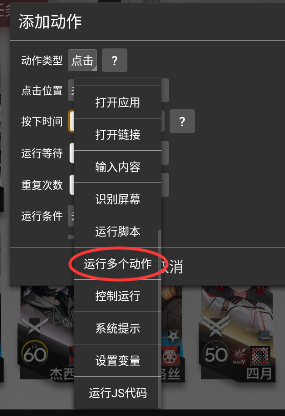 添加动作
动作类型 点击 ?
点击位置
打开应用
按下时间 ?
打开链接
运行等待
输入内容
重复次数
识别屏幕
运行条件
运行脚本
运行多个动作
取消
控制运行
系统提示
60
50
设置变量
杰西
络丝
四月
运行JS代码